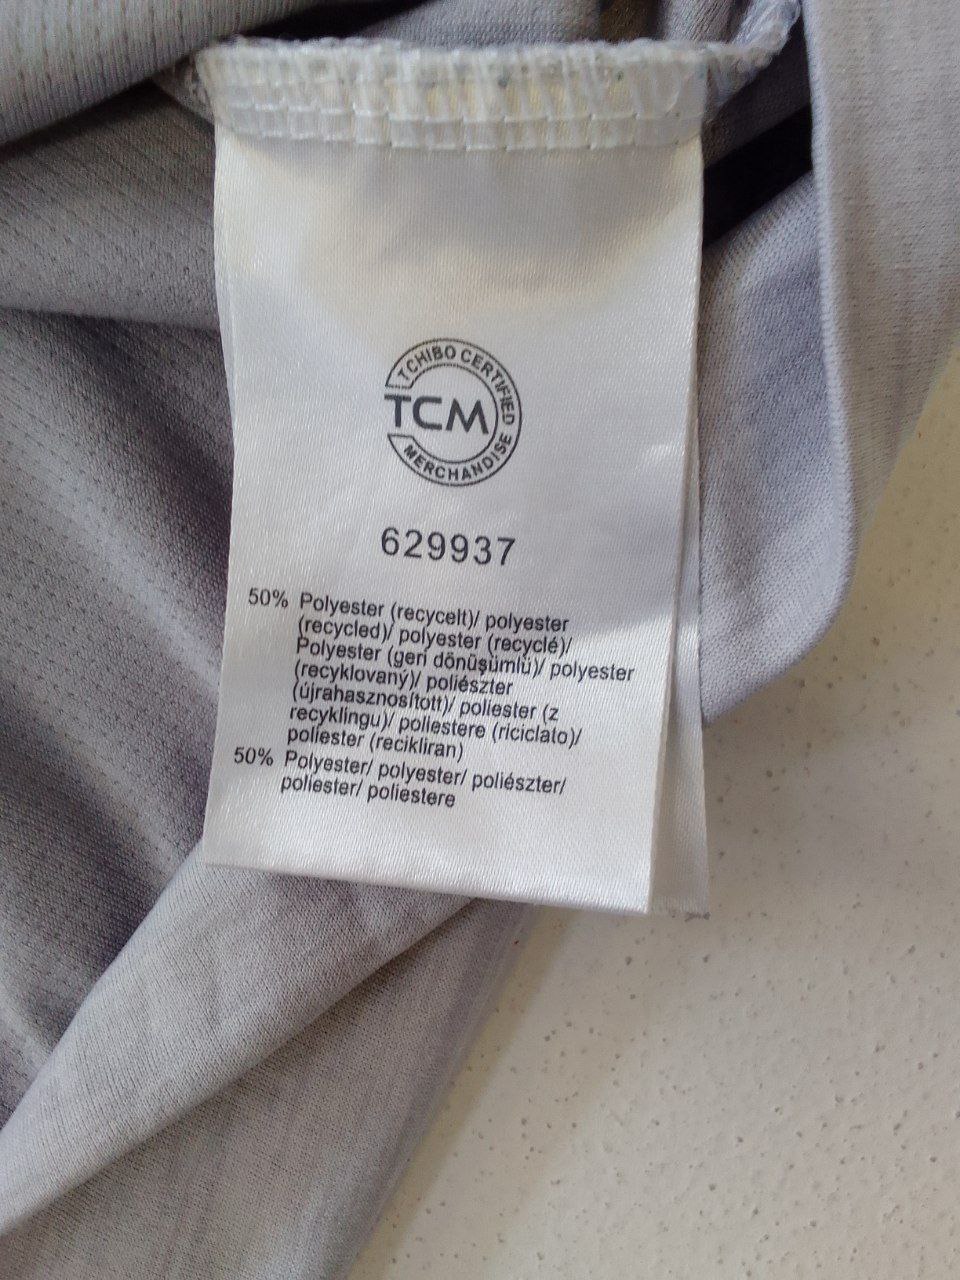 TCHIBO CERTIFIED
TCM
MERCHANDISE
629937
50% Polyester (recycelt)/ polyester
(recycled)/ polyester (recyclé)/
Polyester (geri dönüşümlü)/ polyester
(recyklovaný)/ poliészter
(újrahasznosított)/ poliester (z
recyklingu)/ poliestere (riciclato)/
poliester (recikliran)
50% Polyester/ polyester/ poliészter/
poliester/ poliestere